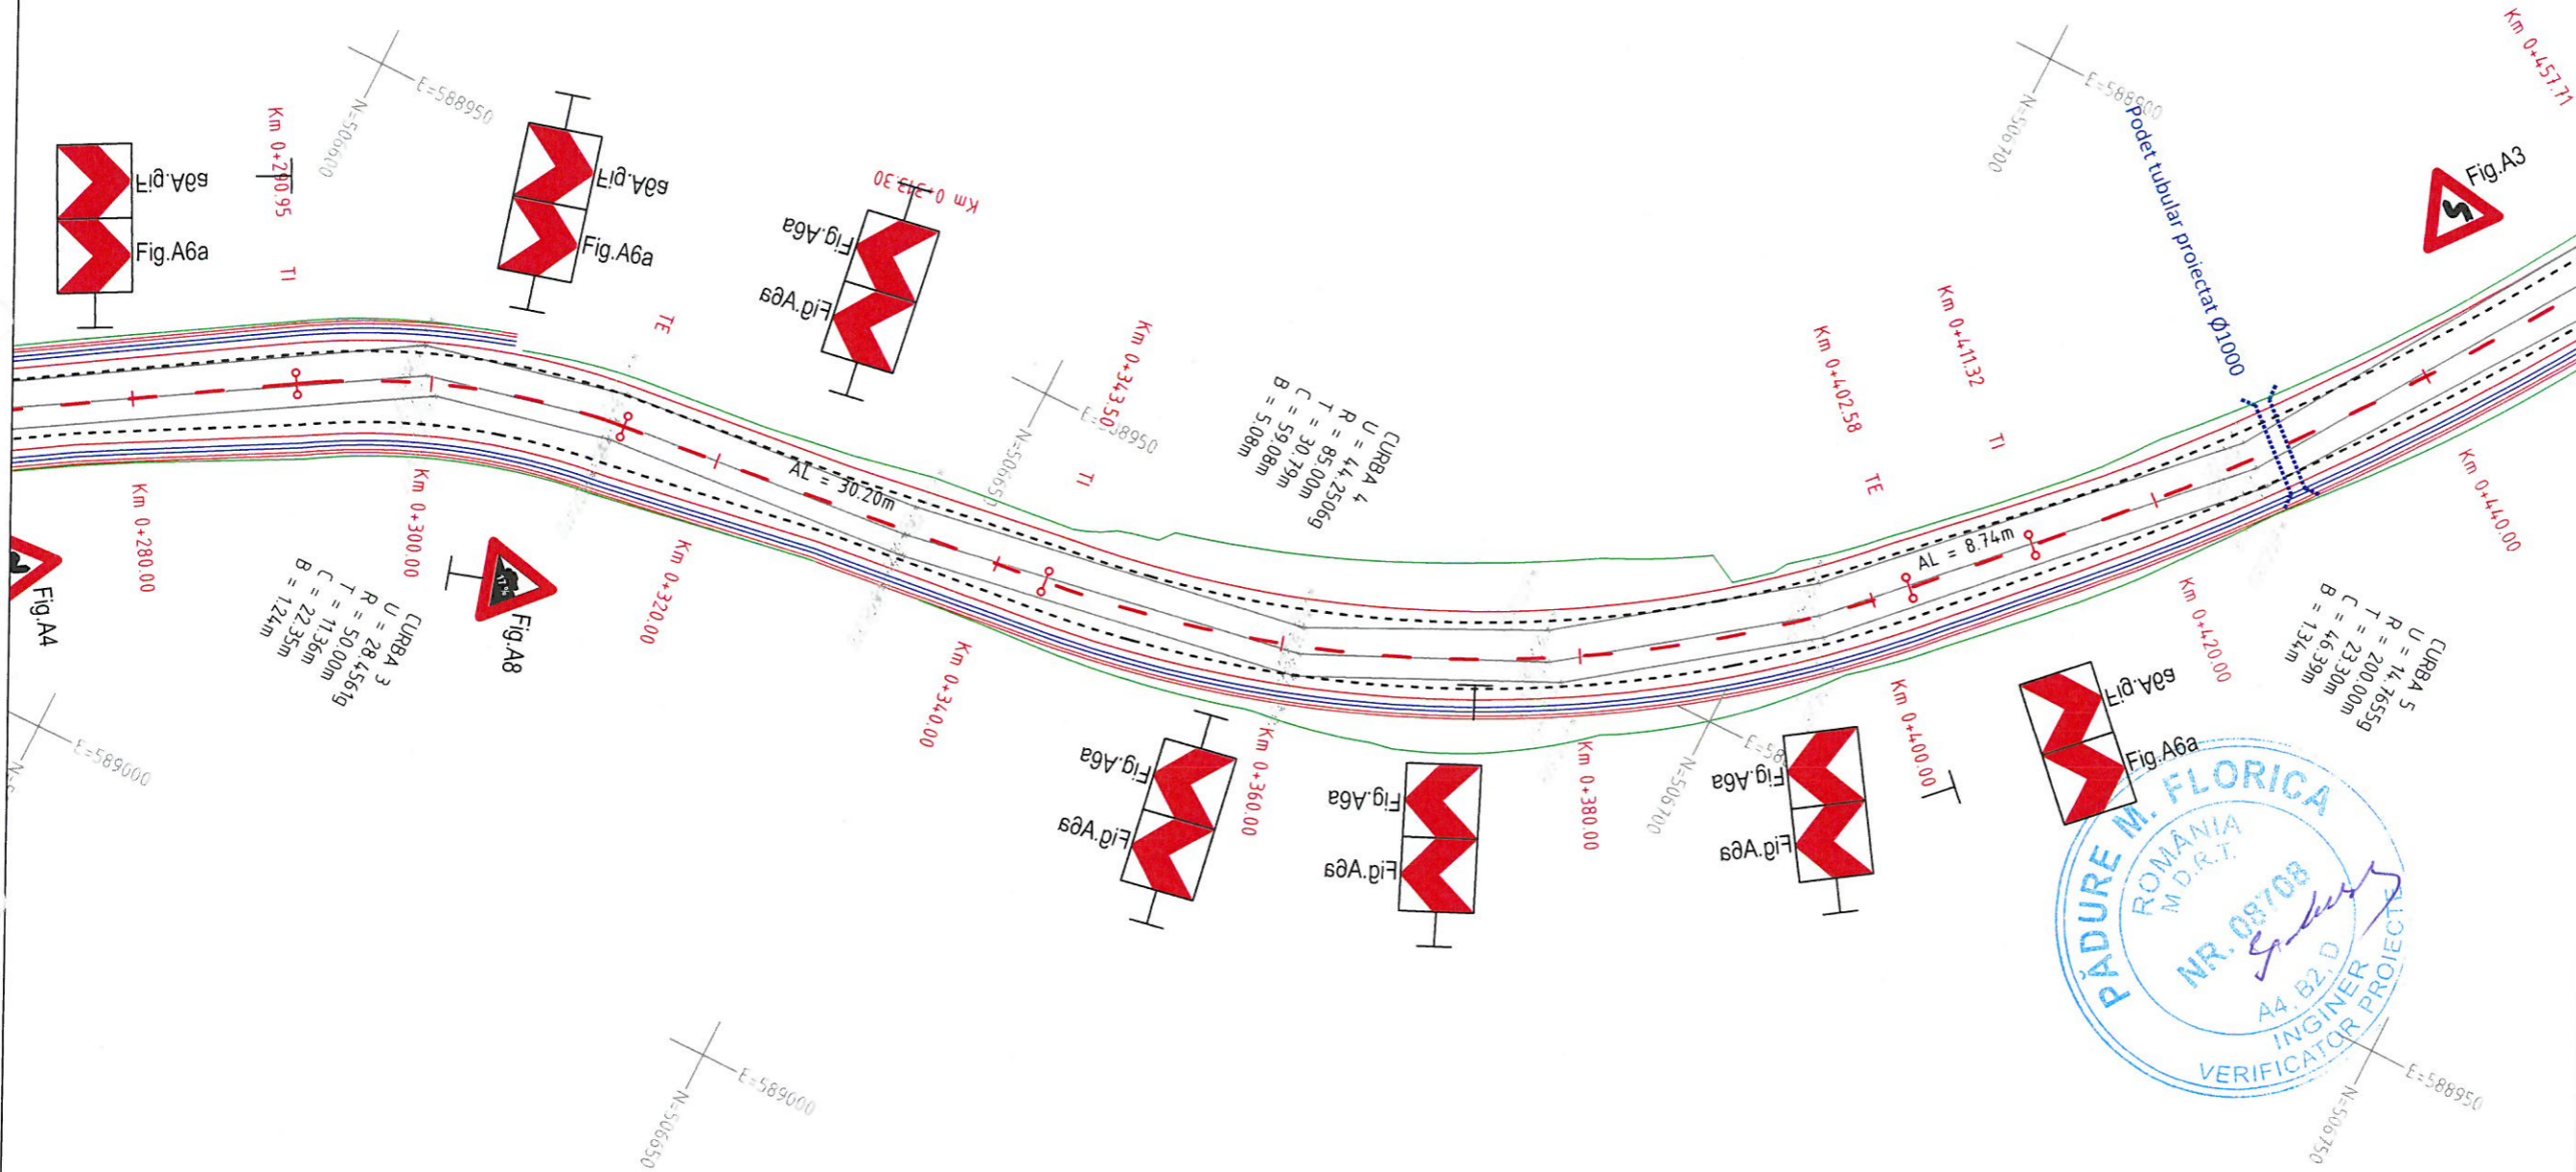 Fig.A6a
Fig.A6a
Km 0+290.95
TI
N=506600
E=588950
Fig.A6a
Fig.A6a
TE
Km 0+313.30
Fig.A6a
Fig.A6a
Km 0+343.50
TI
E=588950
CURBA 4
U = 44.2506g
R = 85.00m
T = 30.79m
C = 59.08m
B = 5.08m
Km 0+402.58
TE
Km 0+411.32
TI
N=506700
E=588900
Podet tubular proiectat Ø1000
Fig.A3
Km 0+457.71
AL = 30.20m
AL = 8.74m
Fig.A4
Km 0+280.00
Km 0+300.00
CURBA 3
U = 28.4561g
R = 50.00m
T = 11.36m
C = 22.35m
B = 1.24m
17%
Fig.A8
Km 0+320.00
Km 0+340.00
Fig.A6a
Fig.A6a
Km 0+360.00
Fig.A6a
Fig.A6a
Km 0+380.00
N=506700
Fig.A6a
Fig.A6a
Km 0+400.00
Fig.A6a
Fig.A6a
Km 0+420.00
Km 0+440.00
CURBA 5
U = 14.7655g
R = 200.00m
T = 23.30m
C = 46.39m
B = 1.34m
E=589000
N=506650
E=589000
PĂDURE M. FLORICA
ROMÂNIA
M.D.R.T.
NR. 08708
A4, B2, D
INGINER
VERIFICATOR PROIECTE
N=506750
E=588950